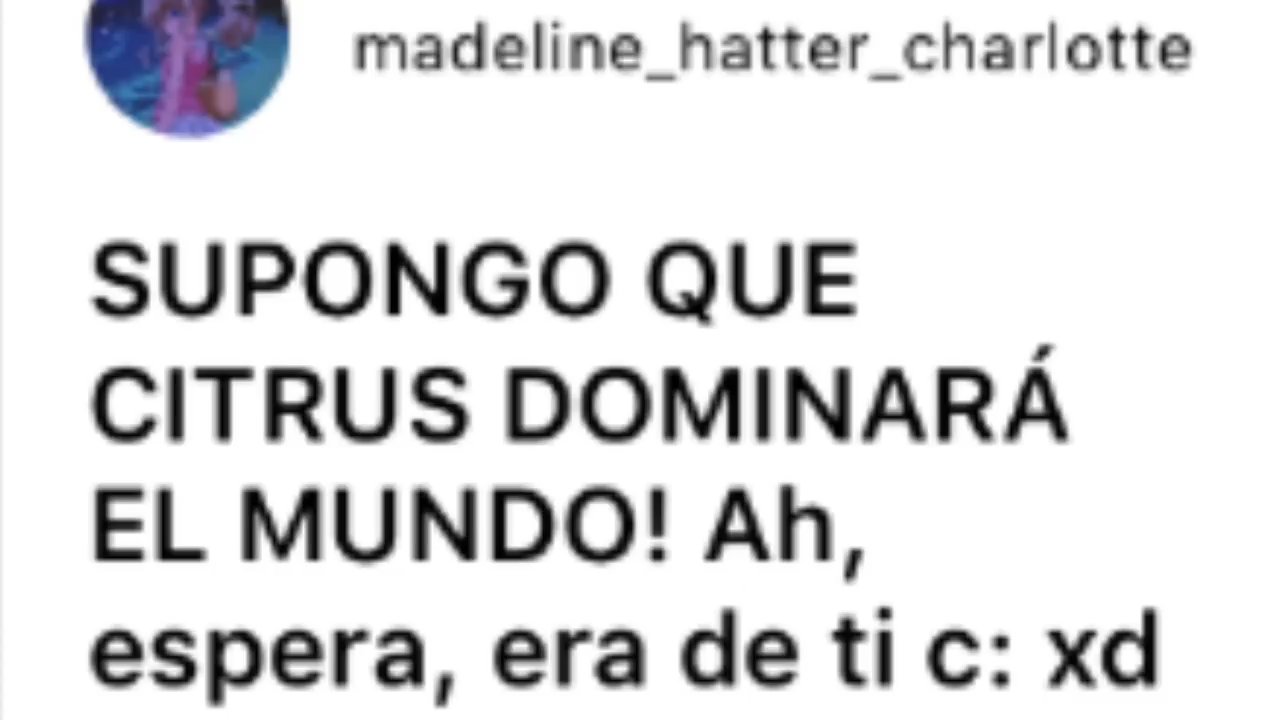 madeline_hatter_charlotte
SUPONGO QUE
CITRUS DOMINARÁ
EL MUNDO! Ah,
espera, era de ti c: xd